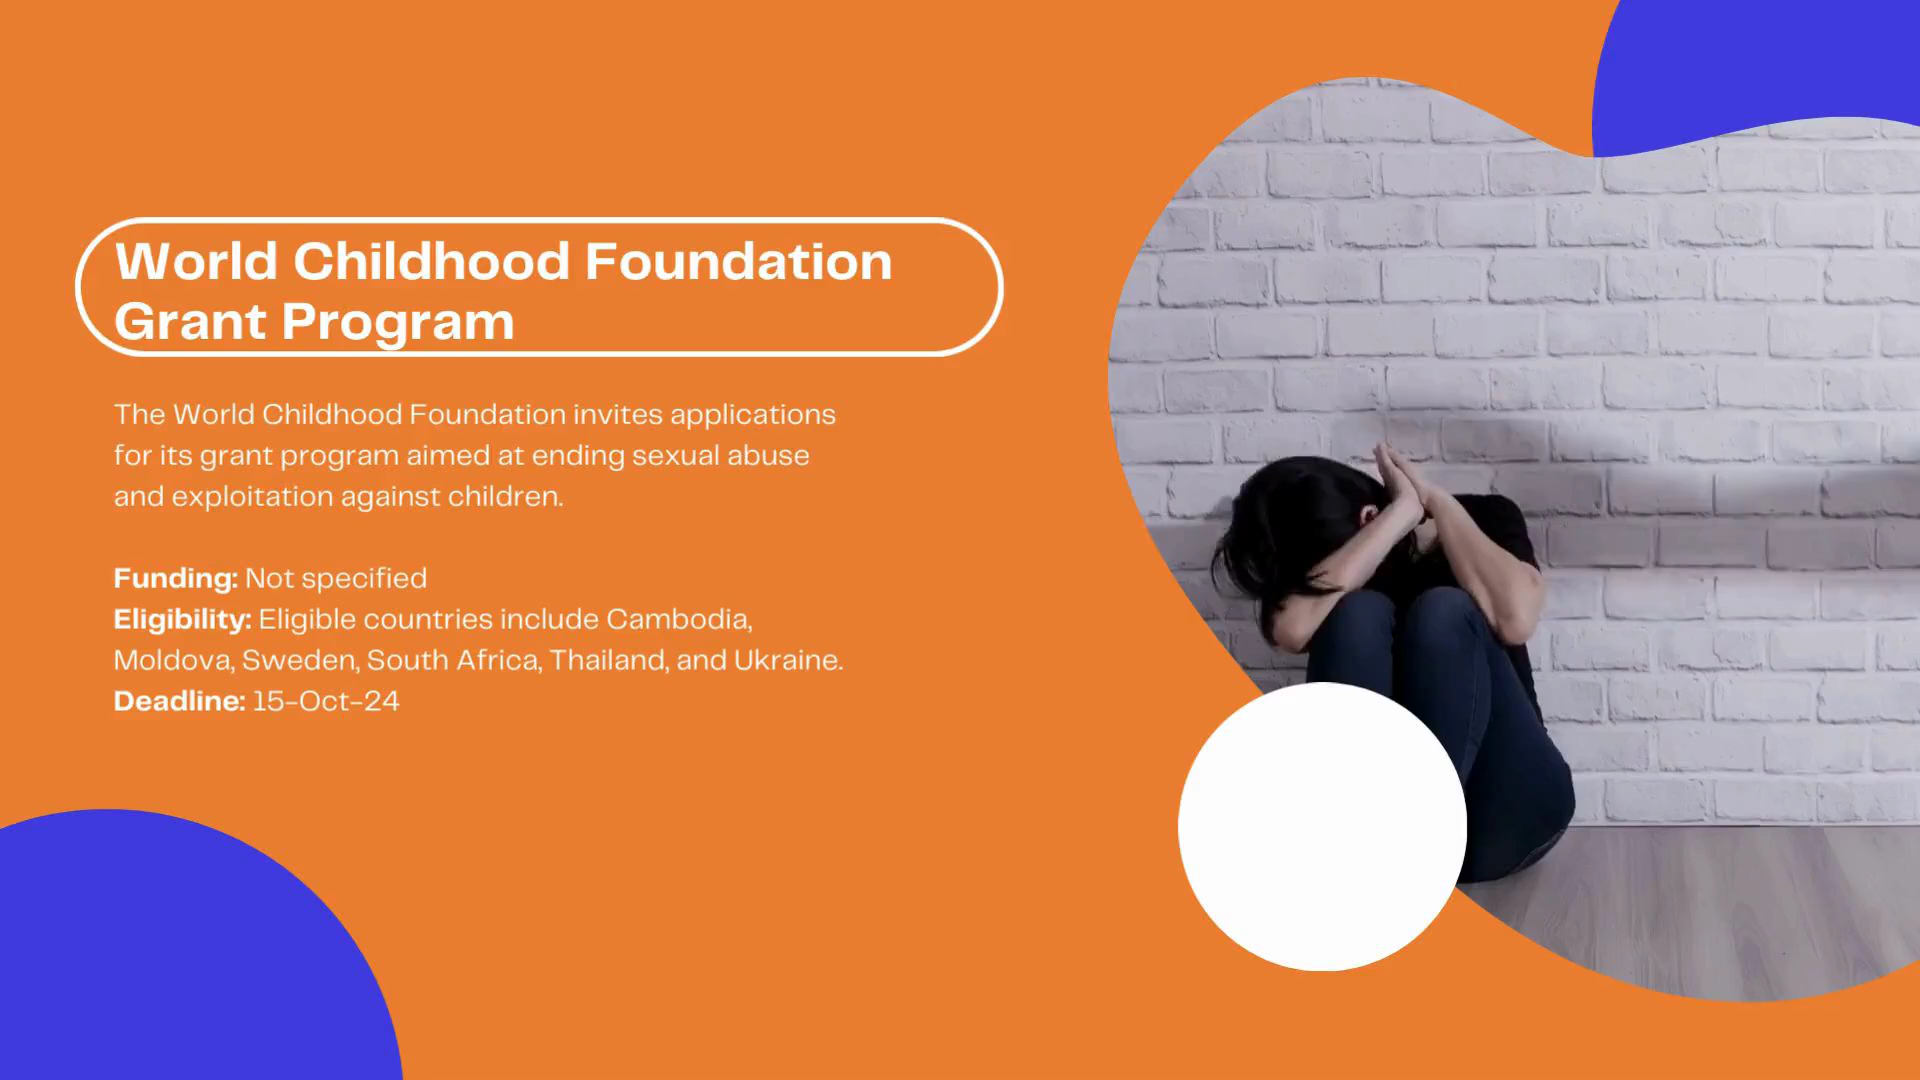 World Childhood Foundation
Grant Program
The World Childhood Foundation invites applications
for its grant program aimed at ending sexual abuse
and exploitation against children.
Funding: Not specified
Eligibility: Eligible countries include Cambodia,
Moldova, Sweden, South Africa, Thailand, and Ukraine.
Deadline: 15-Oct-24